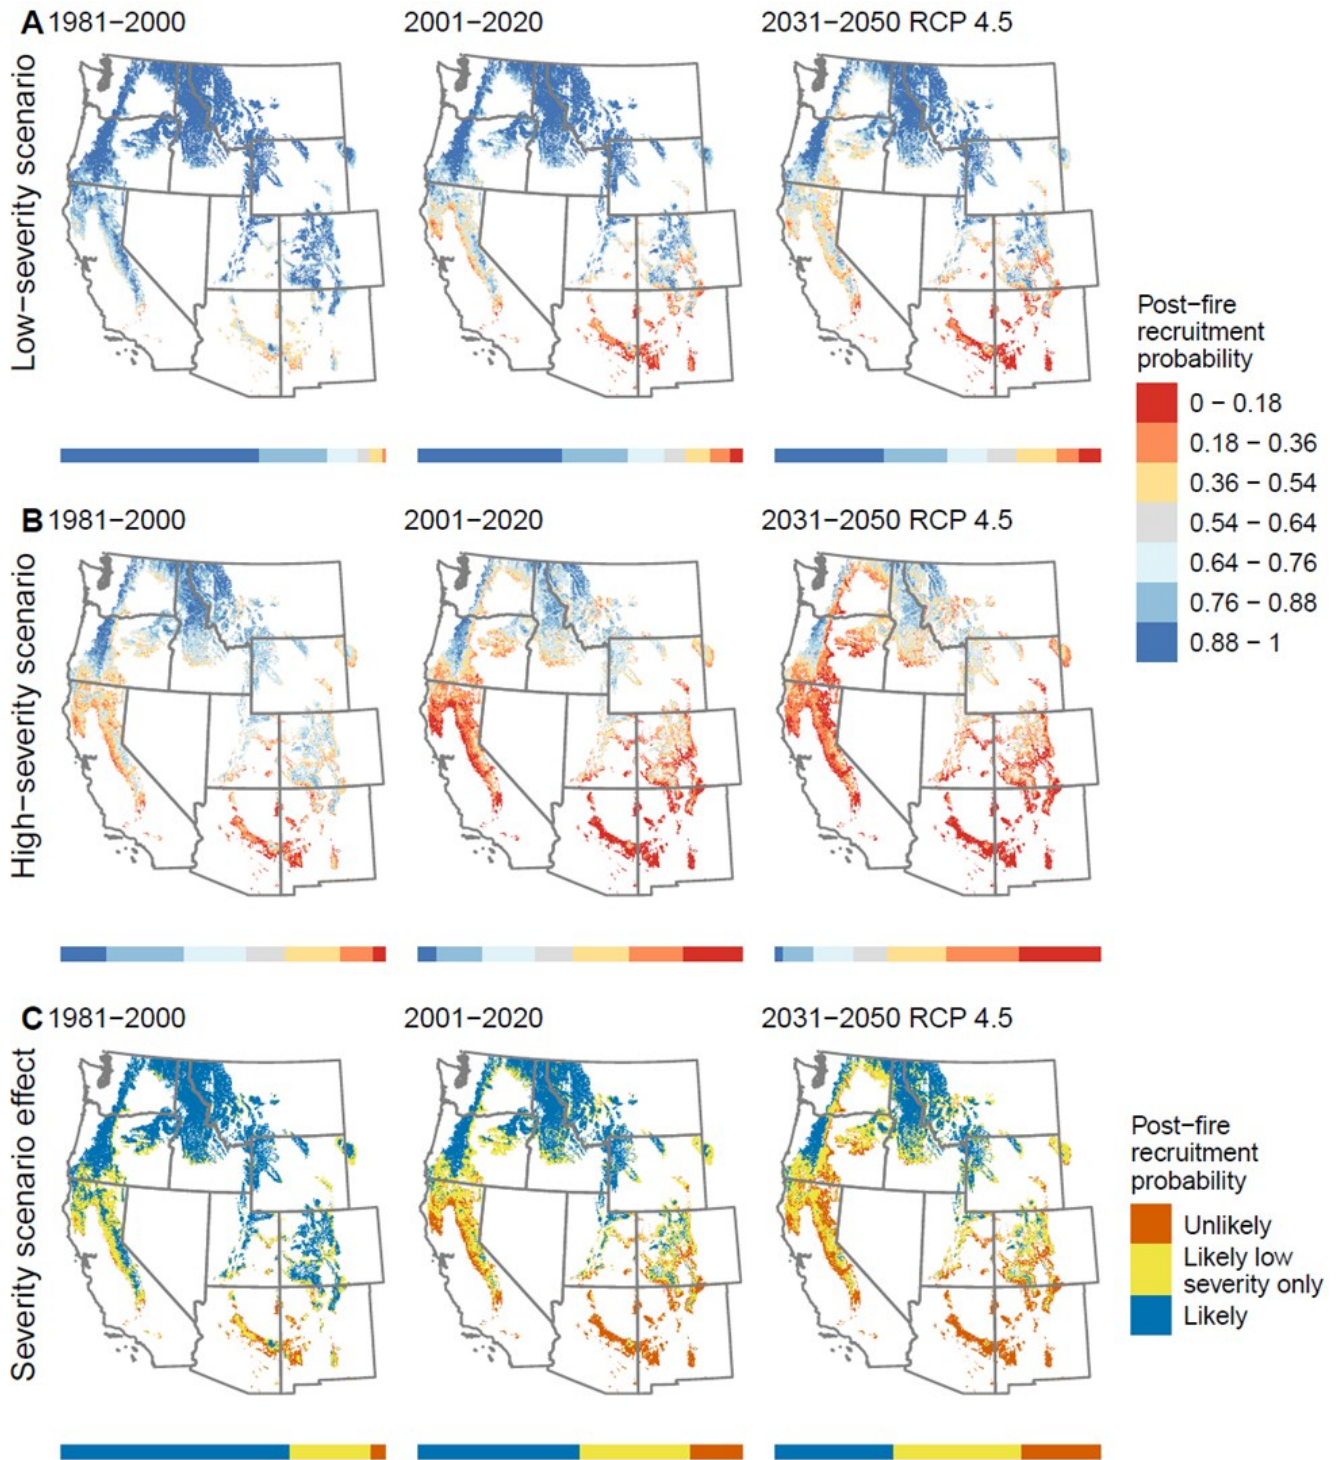 A 1981−2000 2001−2020 2031−2050 RCP 4.5
Low−severity scenario
Post−fire
recruitment
probability
0 − 0.18
0.18 − 0.36
0.36 − 0.54
0.54 − 0.64
0.64 − 0.76
0.76 − 0.88
0.88 − 1
B 1981−2000 2001−2020 2031−2050 RCP 4.5
High−severity scenario
C 1981−2000 2001−2020 2031−2050 RCP 4.5
Severity scenario effect
Post−fire
recruitment
probability
Unlikely
Likely low
severity only
Likely